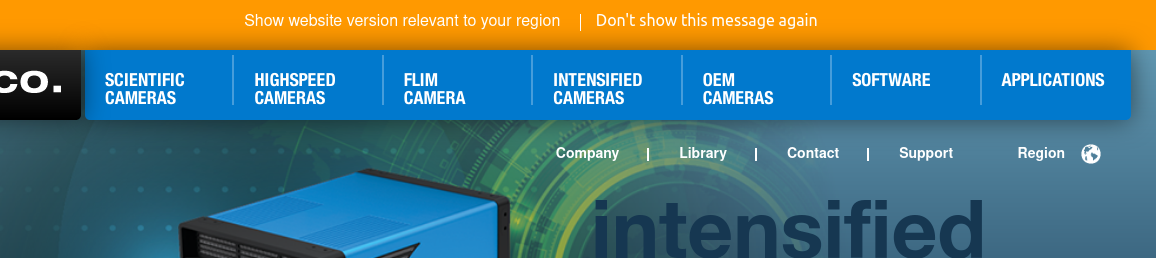 Show website version relevant to your region | Don't show this message again
co.
SCIENTIFIC CAMERAS
HIGHSPEED CAMERAS
FLIM CAMERA
INTENSIFIED CAMERAS
OEM CAMERAS
SOFTWARE
APPLICATIONS
Company | Library | Contact | Support Region
intensified